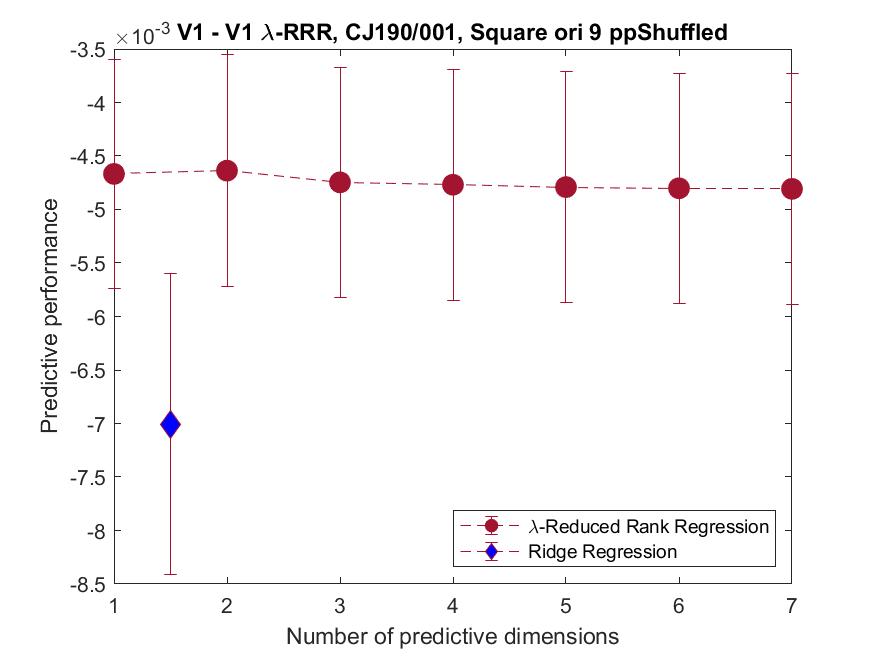 ×10-3 V1 - V1 λ-RRR, CJ190/001, Square ori 9 ppShuffled
-3.5
-4
-4.5
-5
-5.5
-6
-6.5
-7
-7.5
-8
-8.5
Predictive performance
λ-Reduced Rank Regression
Ridge Regression
1 2 3 4 5 6 7
Number of predictive dimensions